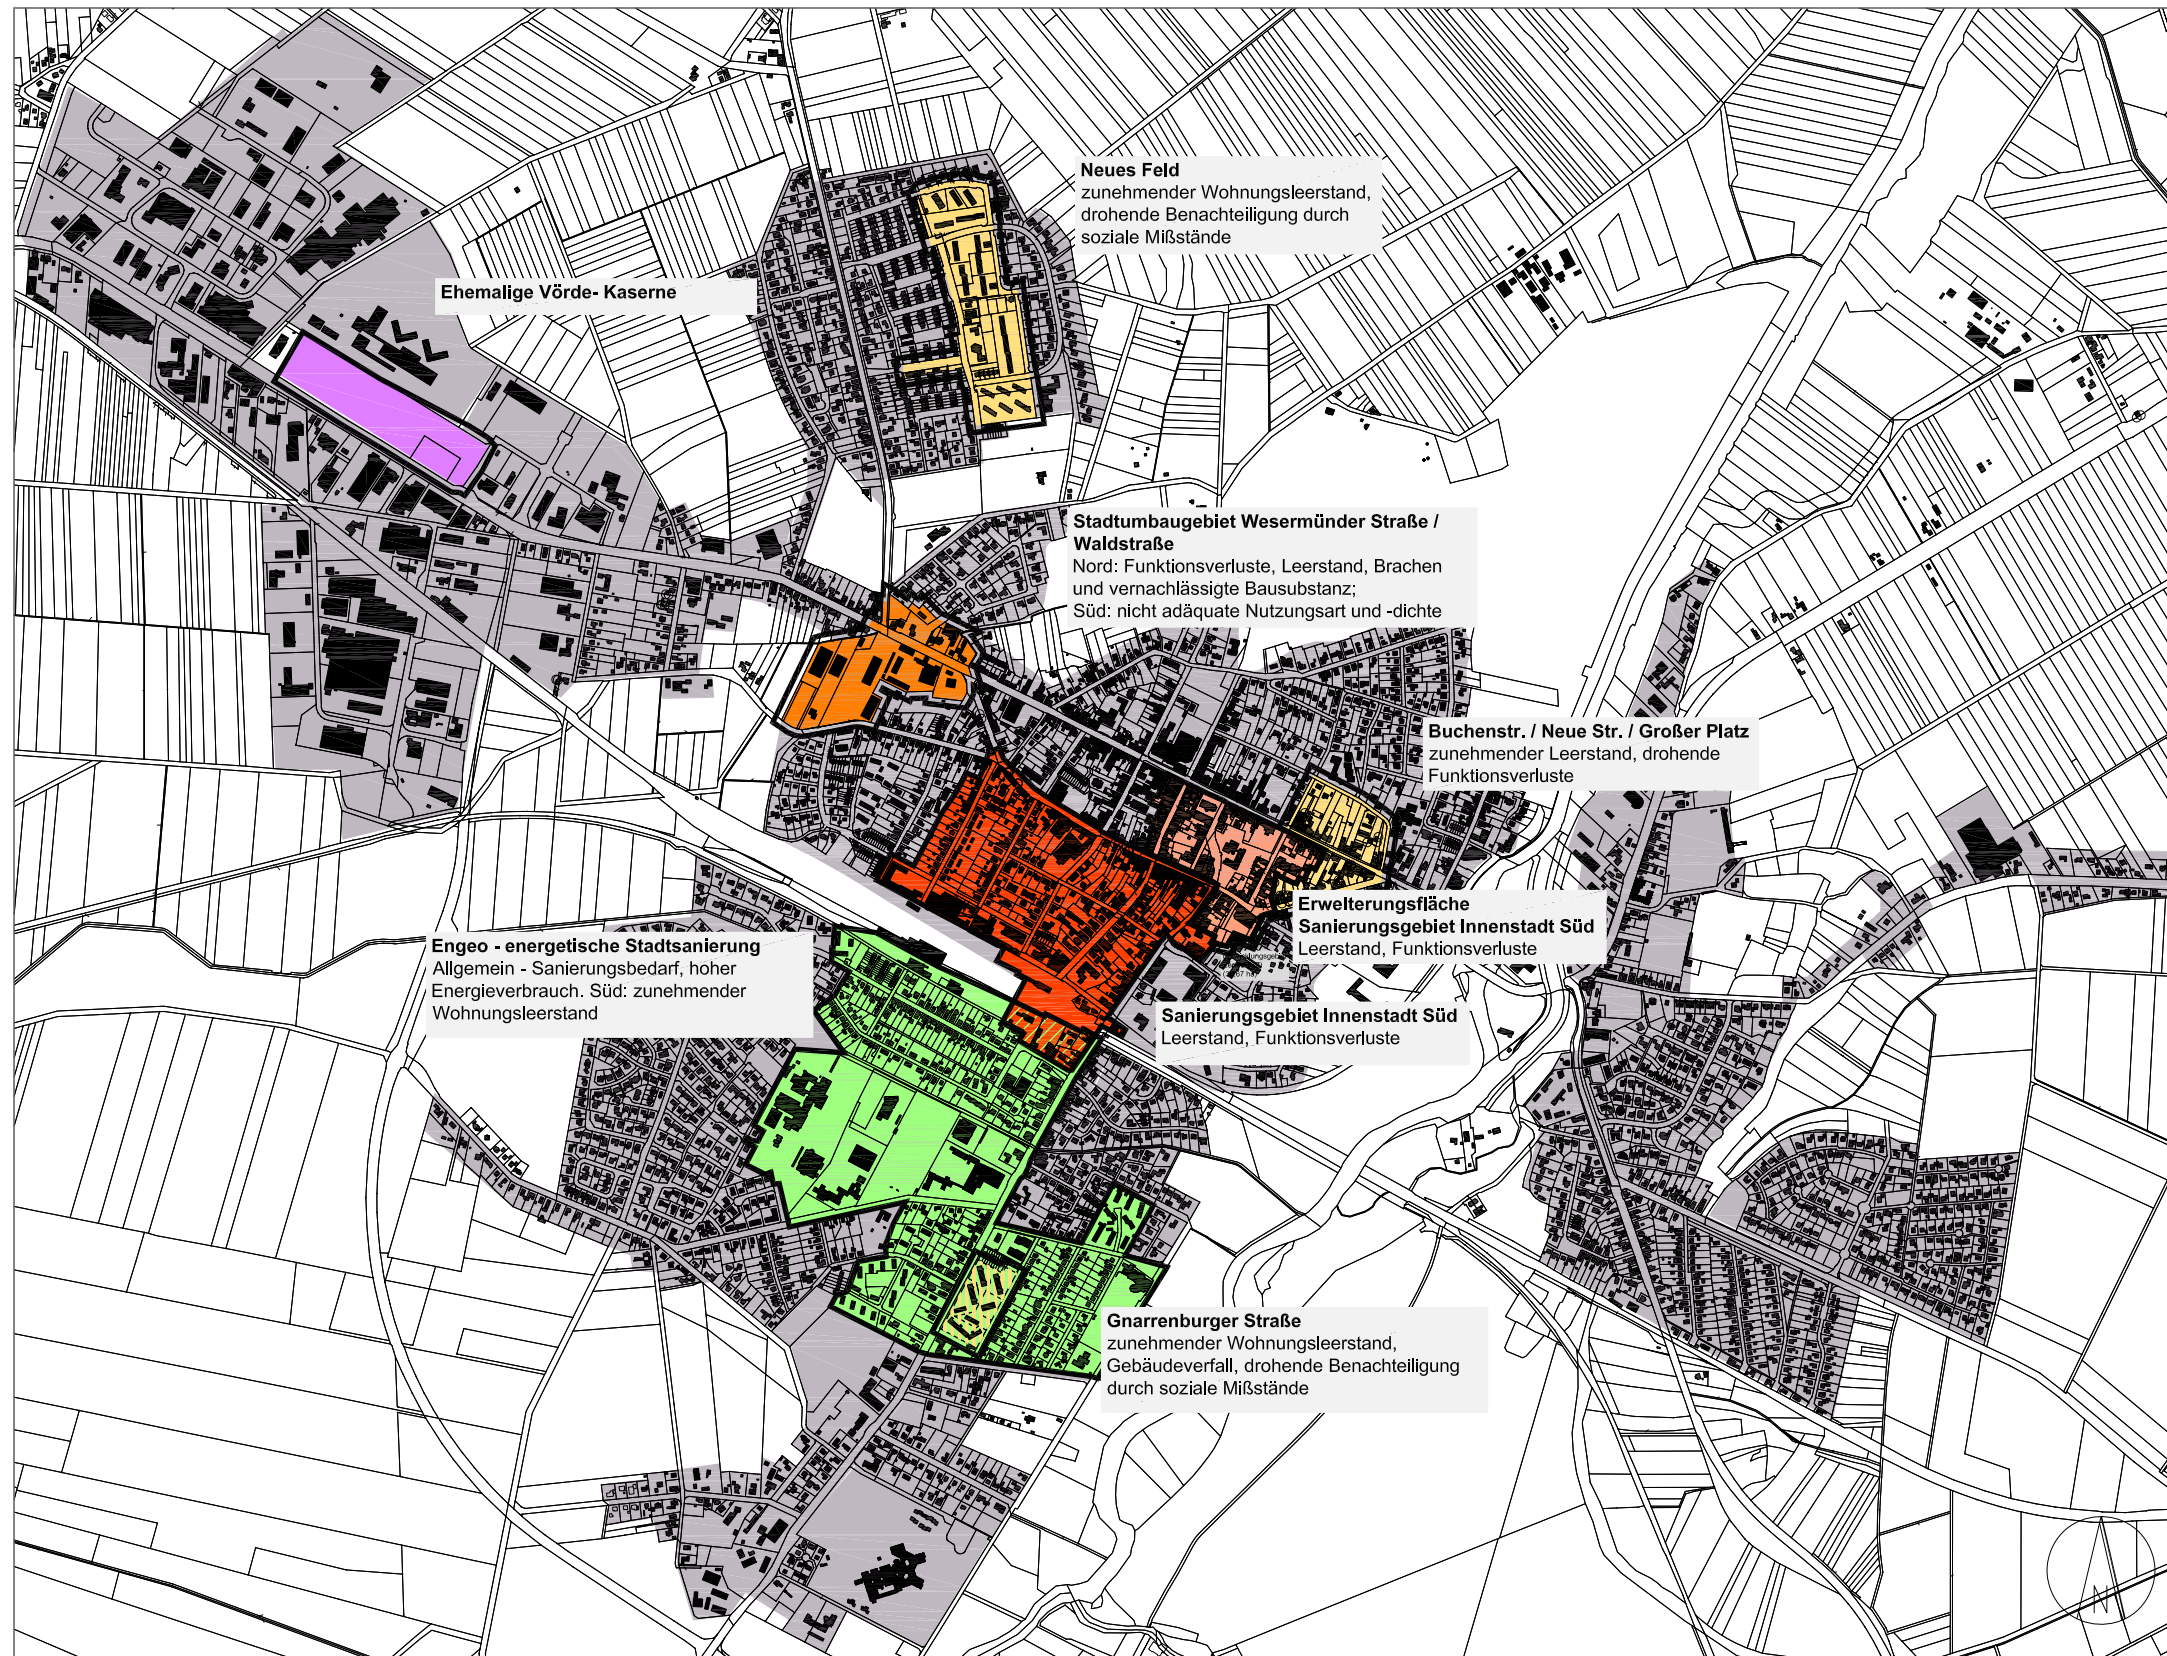 Neues Feld
zunehmender Wohnungsleerstand,
drohende Benachteiligung durch
soziale Mißstände
Ehemalige Vörde- Kaserne
Stadtumbaugebiet Wesermünder Straße /
Waldstraße
Nord: Funktionsverluste, Leerstand, Brachen
und vernachlässigte Bausubstanz;
Süd: nicht adäquate Nutzungsart und -dichte
Buchenstr. / Neue Str. / Großer Platz
zunehmender Leerstand, drohende
Funktionsverluste
Erwelterungsfläche
Sanierungsgebiet Innenstadt Süd
Leerstand, Funktionsverluste
Engeo - energetische Stadtsanierung
Allgemein - Sanierungsbedarf, hoher
Energieverbrauch. Süd: zunehmender
Wohnungsleerstand
Sanierungsgebiet Innenstadt Süd
Leerstand, Funktionsverluste
Gnarrenburger Straße
zunehmender Wohnungsleerstand,
Gebäudeverfall, drohende Benachteiligung
durch soziale Mißstände
N